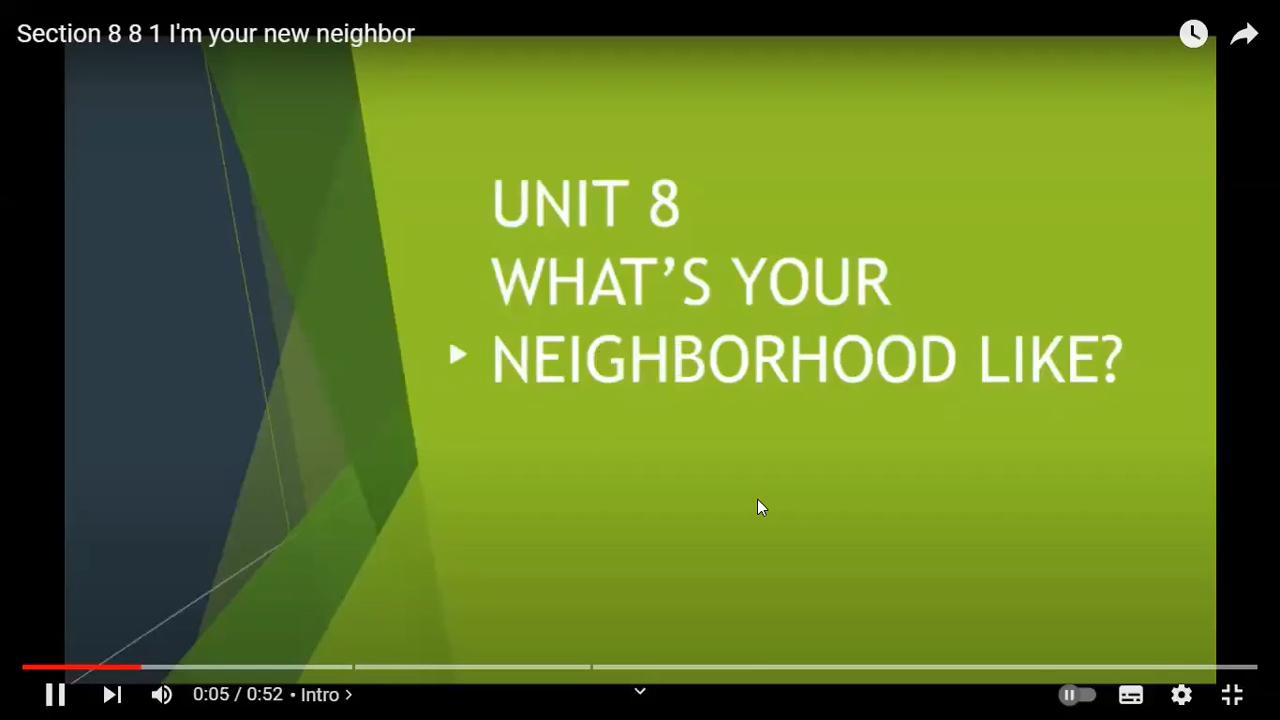 Section 8 8 1 I'm your new neighbor
UNIT 8
WHAT’S YOUR
NEIGHBORHOOD LIKE?
0:05 / 0:52 • Intro >